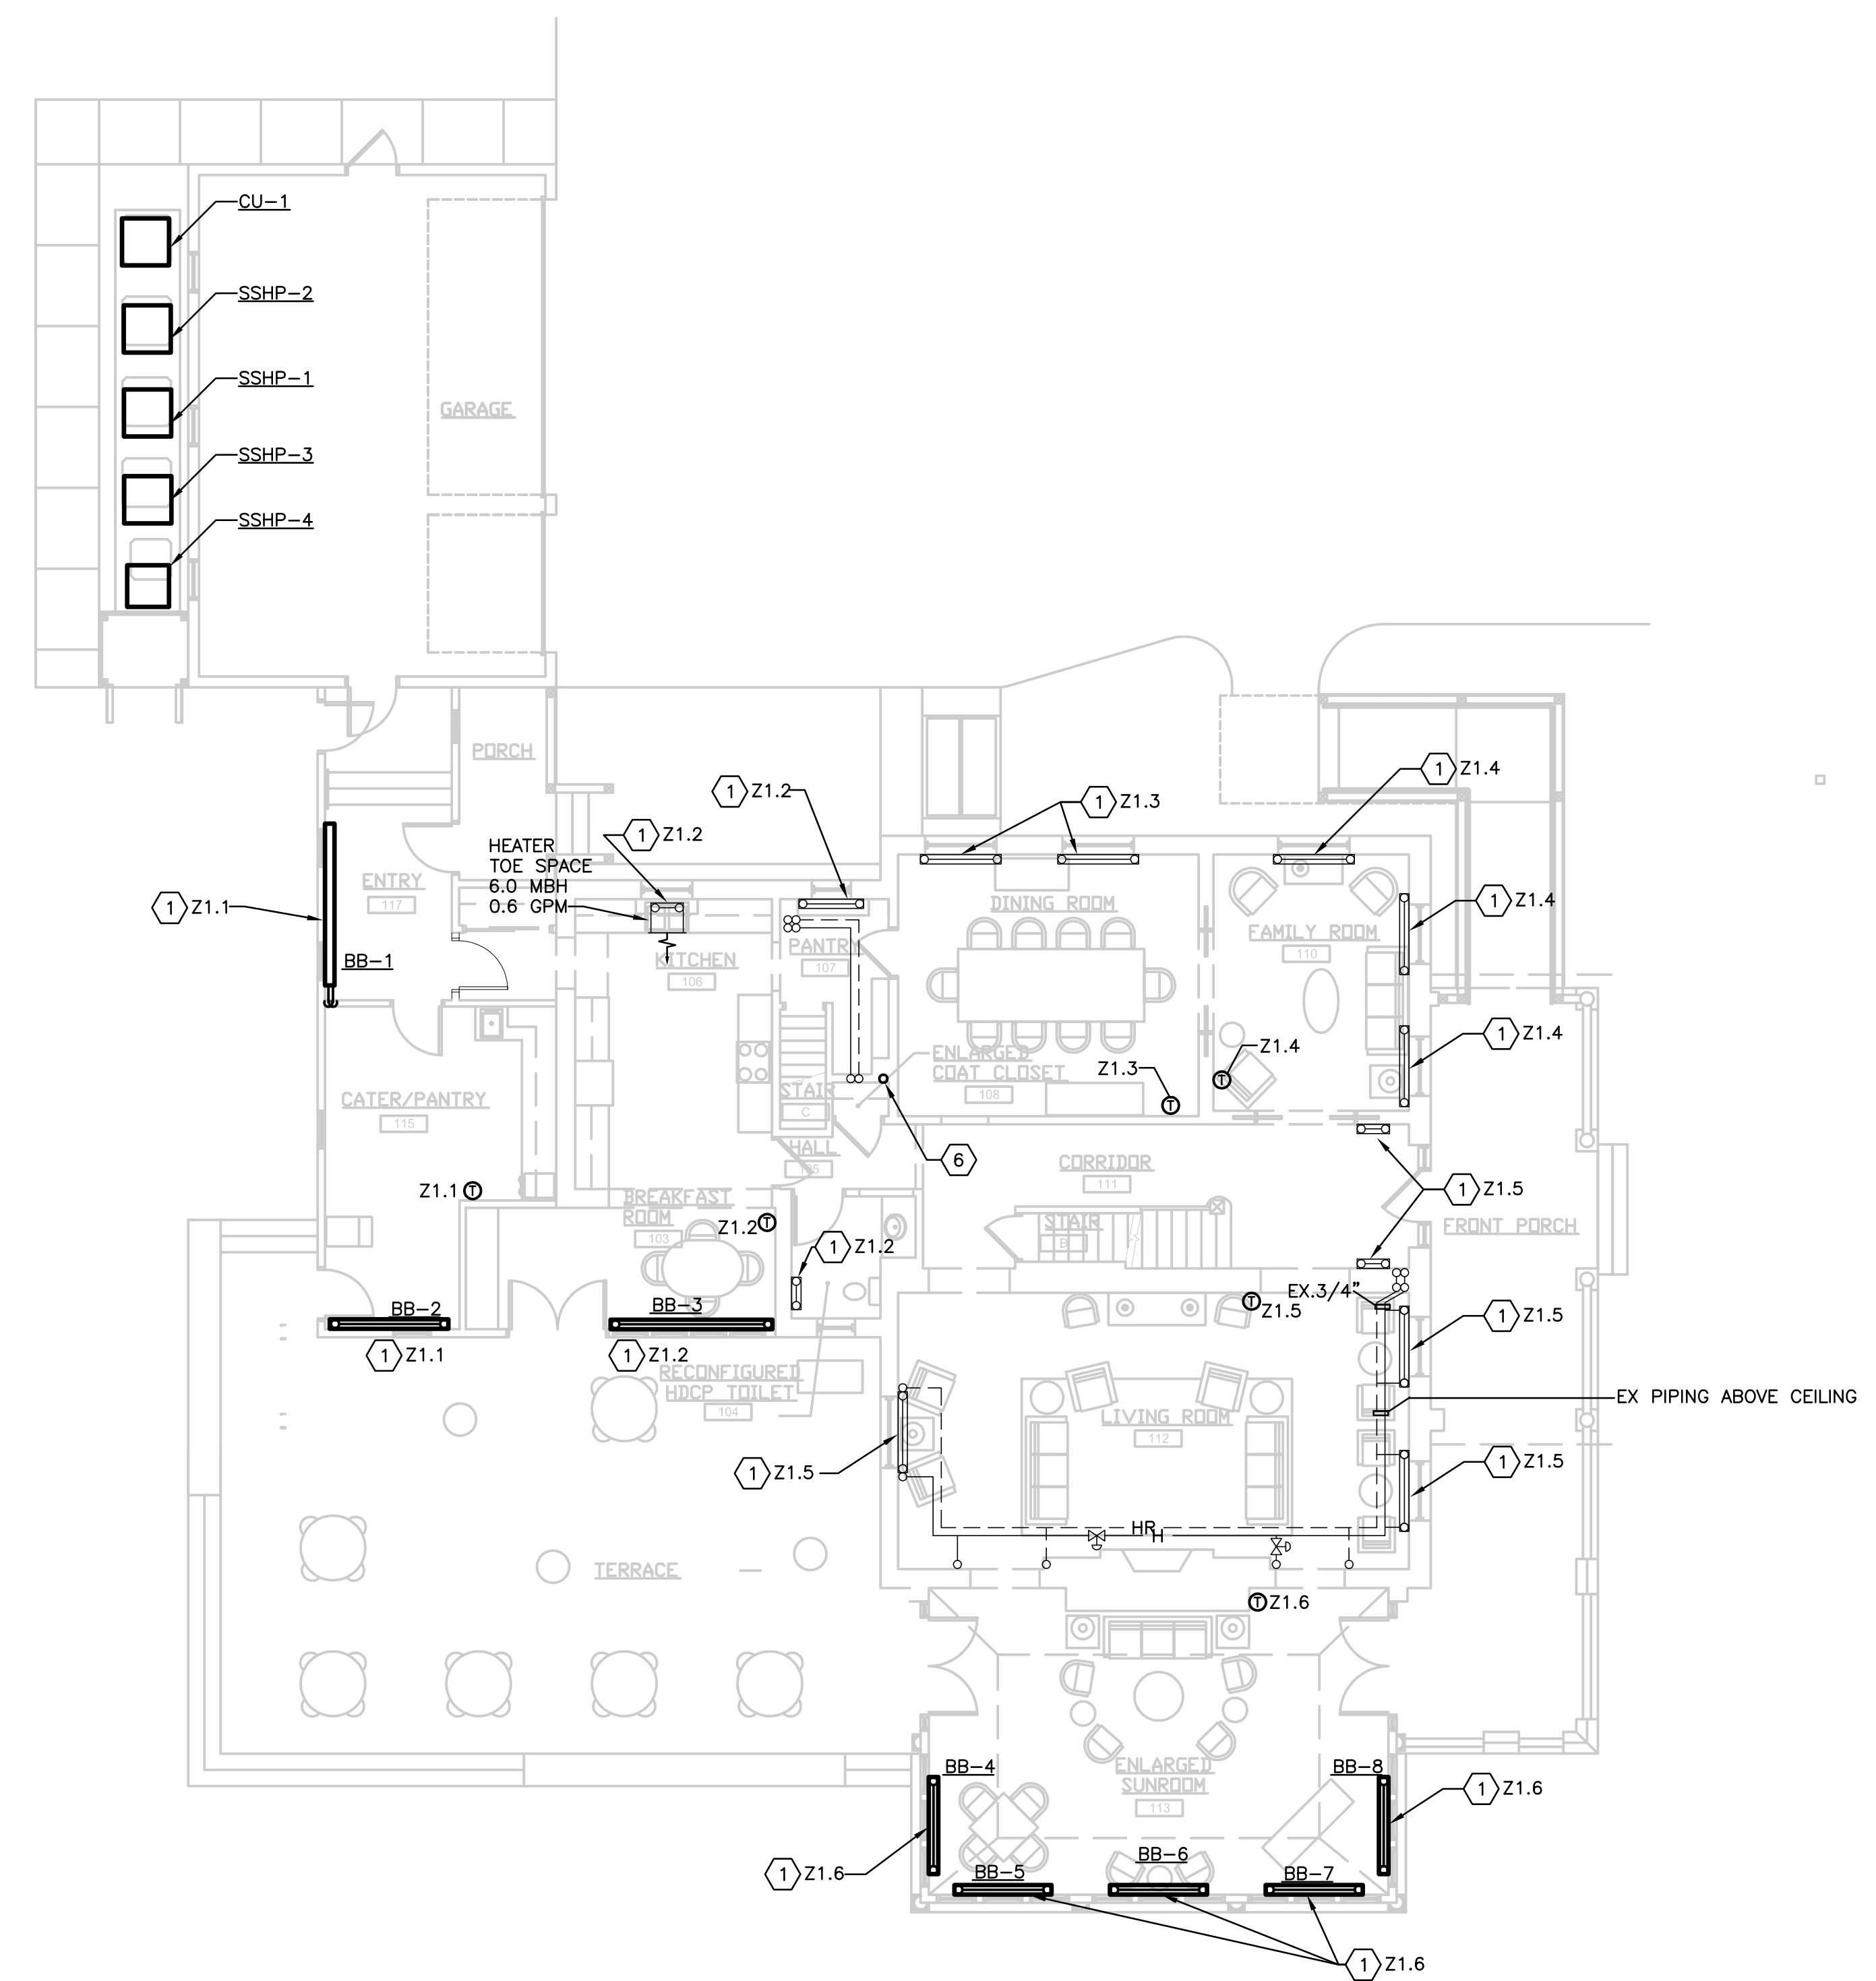 CU-1
SSHP-2
SSHP-1
GARAGE
SSHP-3
SSHP-4
PORCH
1 Z1.4
1 Z1.2
1 Z1.3
1 Z1.2
HEATER
TOE SPACE
6.0 MBH
0.6 GPM
ENTRY
117
1 Z1.1
DINING ROOM
1 Z1.4
FAMILY ROOM
110
PANTRY
107
KITCHEN
106
BB-1
1 Z1.4
Z1.4
ENLARGED
COAT CLOSET
108
Z1.3
T
T
STAIR
C
CATER/PANTRY
115
HALL
105
6
CORRIDOR
111
Z1.1 T
1 Z1.5
BREAKFAST
ROOM
103
Z1.2 T
STAIR
B
FRONT PORCH
1 Z1.2
EX.3/4"
T
Z1.5
BB-2
BB-3
1 Z1.5
1 Z1.1
1 Z1.2
RECONFIGURED
HDCP TOILET
104
EX PIPING ABOVE CEILING
LIVING ROOM
112
1 Z1.5
1 Z1.5
HR
H
TERRACE
T Z1.6
BB-4
ENLARGED
SUNROOM
113
BB-8
1 Z1.6
BB-6
1 Z1.6
BB-5
BB-7
1 Z1.6